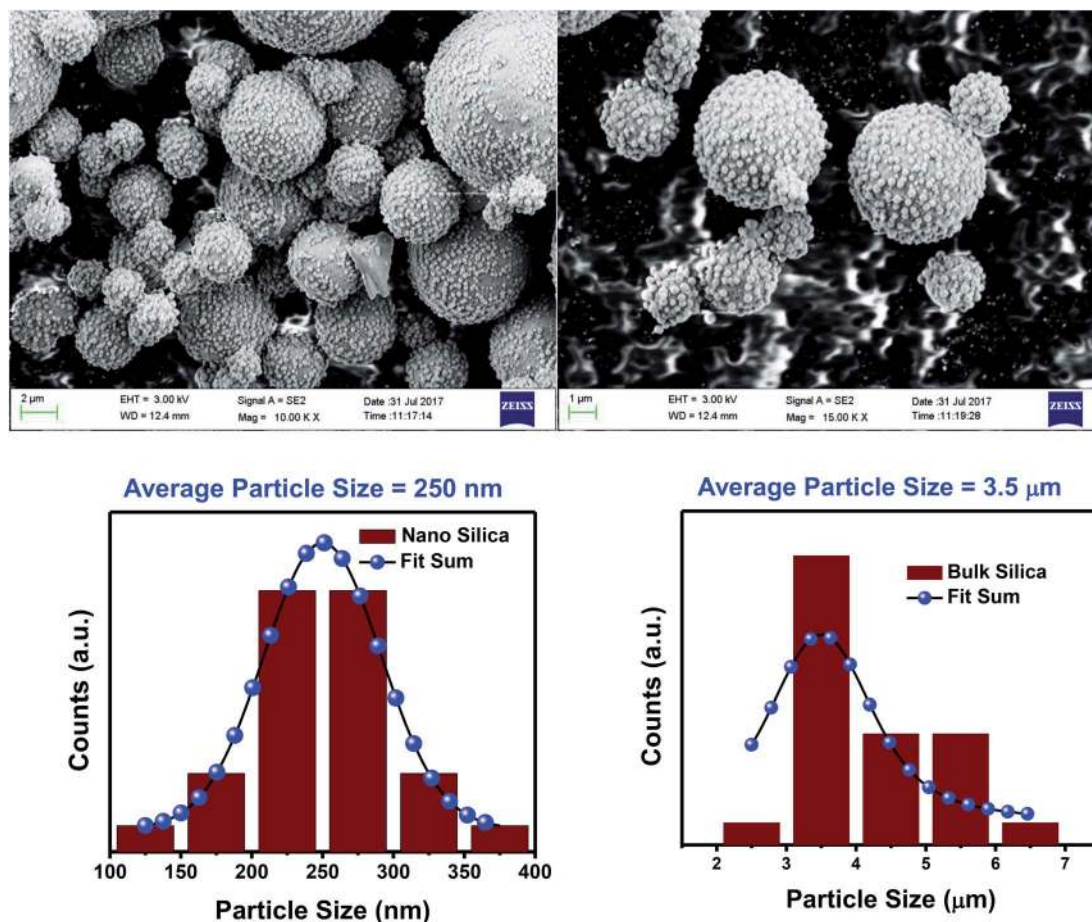 2 µm
EHT = 3.00 kV
Signal A = SE2
Date :31 Jul 2017
WD = 12.4 mm
Mag = 10.00 K X
Time :11:17:14
ZEISS
1 µm
EHT = 3.00 kV
Signal A = SE2
Date :31 Jul 2017
WD = 12.4 mm
Mag = 15.00 K X
Time :11:19:28
ZEISS
Average Particle Size = 250 nm
Nano Silica
Fit Sum
Counts (a.u.)
100 150 200 250 300 350 400
Particle Size (nm)
Average Particle Size = 3.5 µm
Bulk Silica
Fit Sum
Counts (a.u.)
2 3 4 5 6 7
Particle Size (µm)